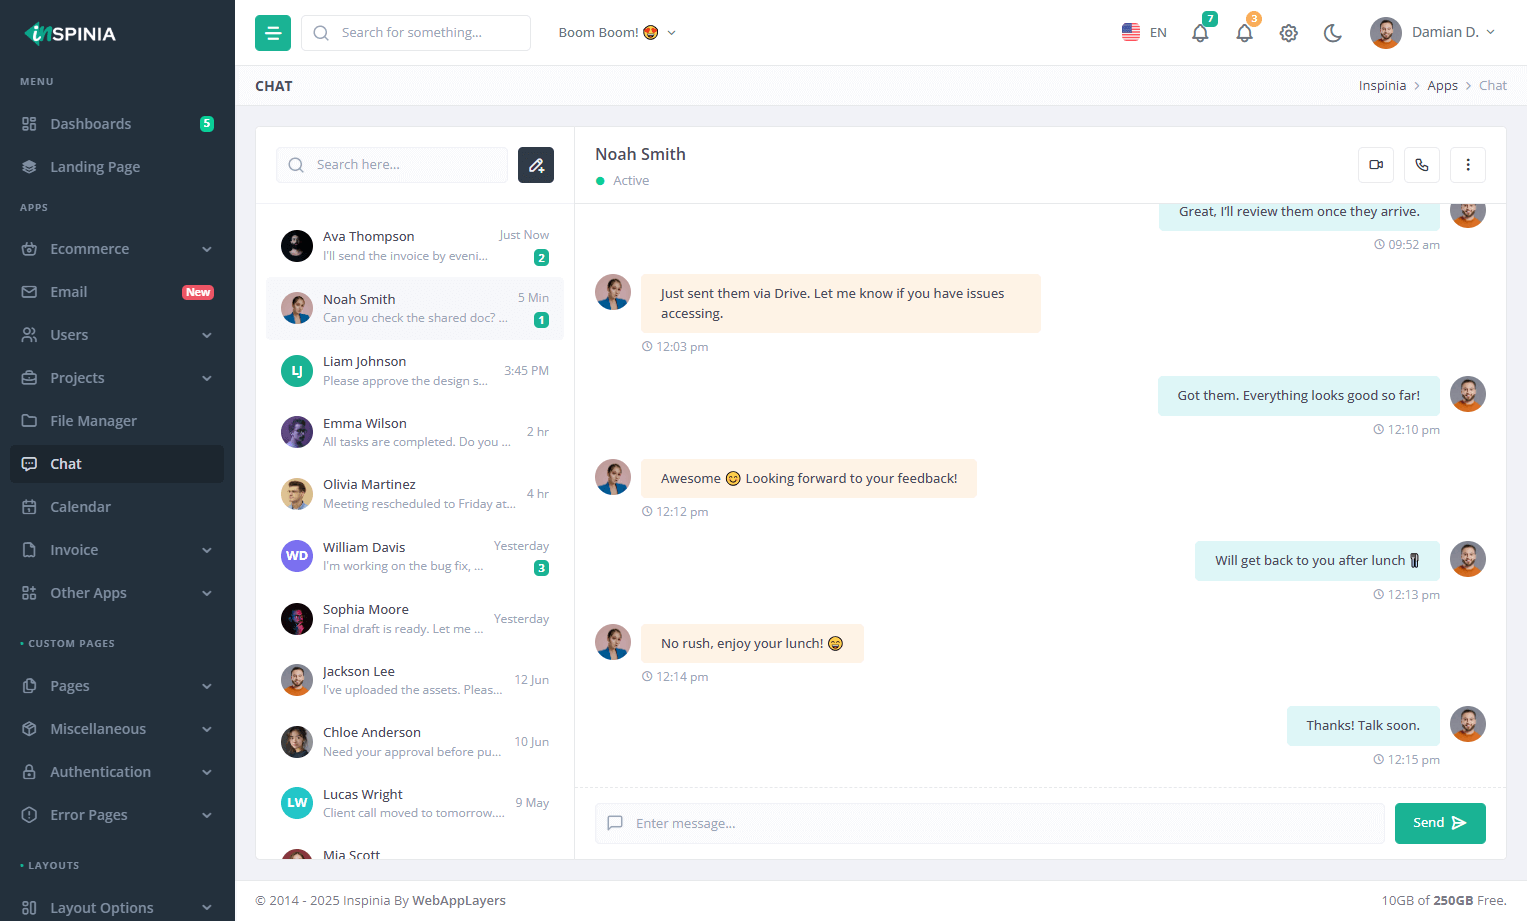 INSPINIA
MENU
Dashboards 5
Landing Page
APPS
Ecommerce
Email New
Users
Projects
File Manager
Chat
Calendar
Invoice
Other Apps
CUSTOM PAGES
Pages
Miscellaneous
Authentication
Error Pages
LAYOUTS
Layout Options
Search for something...
Boom Boom! 🤩
EN
7
3
Damian D.
CHAT
Inspinia > Apps > Chat
Search here...
Ava Thompson Just Now
I'll send the invoice by eveni... 2
Noah Smith 5 Min
Can you check the shared doc? ... 1
LJ
Liam Johnson
Please approve the design s... 3:45 PM
Emma Wilson
All tasks are completed. Do you ... 2 hr
Olivia Martinez
Meeting rescheduled to Friday at... 4 hr
WD
William Davis Yesterday
I'm working on the bug fix, ... 3
Sophia Moore
Final draft is ready. Let me ... Yesterday
Jackson Lee
I've uploaded the assets. Pleas... 12 Jun
Chloe Anderson
Need your approval before pu... 10 Jun
LW
Lucas Wright
Client call moved to tomorrow.... 9 May
Mia Scott
Noah Smith
Active
Great, I'll review them once they arrive.
09:52 am
Just sent them via Drive. Let me know if you have issues
accessing.
12:03 pm
Got them. Everything looks good so far!
12:10 pm
Awesome 😊 Looking forward to your feedback!
12:12 pm
Will get back to you after lunch 🍴
12:13 pm
No rush, enjoy your lunch! 😄
12:14 pm
Thanks! Talk soon.
12:15 pm
Enter message...
Send
© 2014 - 2025 Inspinia By WebAppLayers
10GB of 250GB Free.